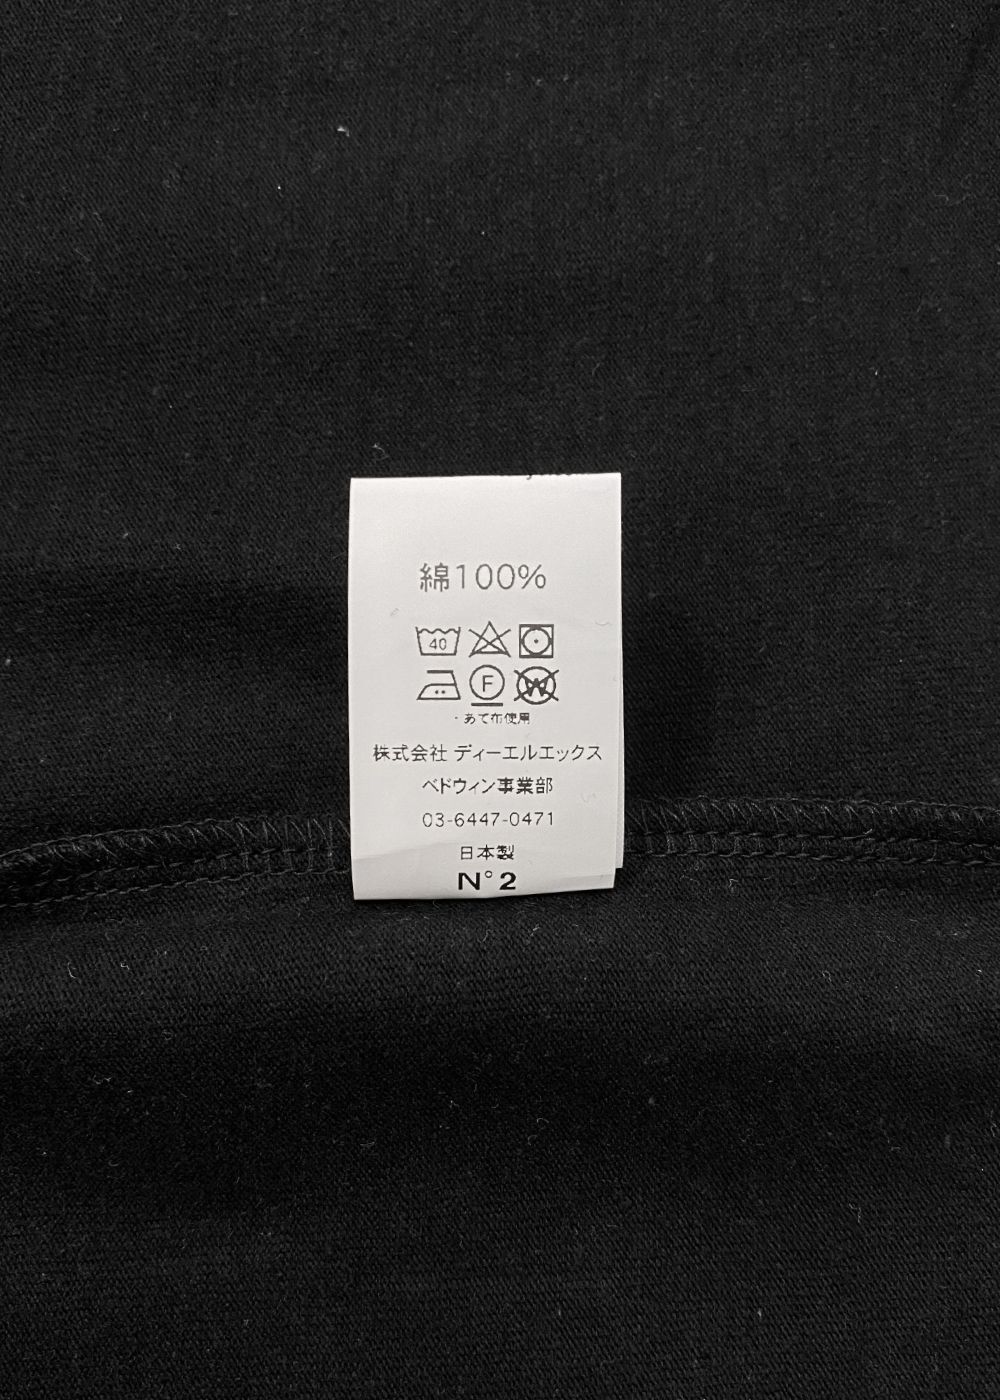 綿100%
40
F
W
・あて布使用
株式会社 ディーエルエックス
ベドウィン事業部
03-6447-0471
日本製
N°2